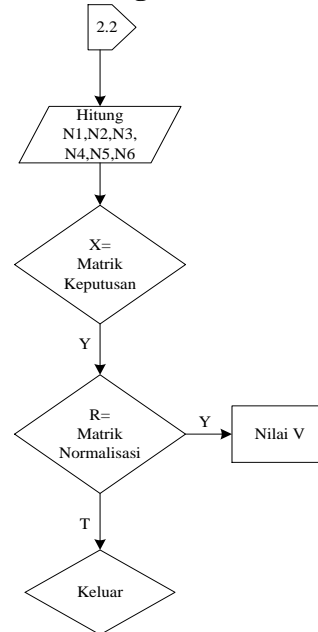 2.2
Hitung
N1,N2,N3,
N4,N5,N6
X=
Matrik
Keputusan
Y
R=
Matrik
Normalisasi
Y
Nilai V
T
Keluar